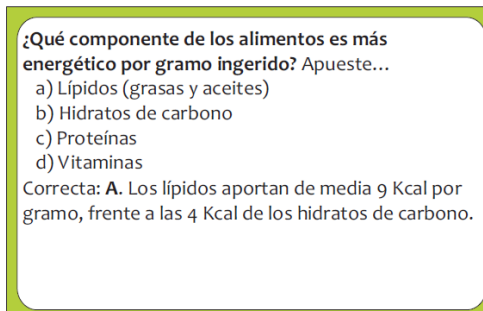 ¿Qué componente de los alimentos es más
energético por gramo ingerido? Apueste...
a) Lípidos (grasas y aceites)
b) Hidratos de carbono
c) Proteínas
d) Vitaminas
Correcta: A. Los lípidos aportan de media 9 Kcal por
gramo, frente a las 4 Kcal de los hidratos de carbono.